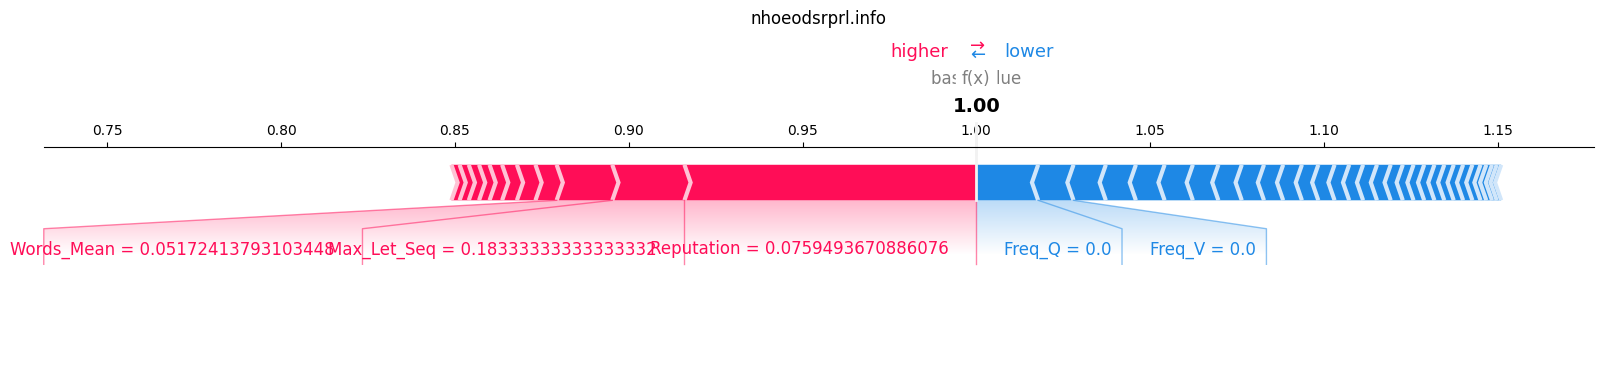 nhoeodsrprl.info
higher ⇄ lower
f(x)
1.00
0.75 0.80 0.85 0.90 0.95 1.00 1.05 1.10 1.15
Words_Mean = 0.05172413793103448 Max_Let_Seq = 0.18333333333333332 Reputation = 0.0759493670886076 Freq_Q = 0.0 Freq_V = 0.0